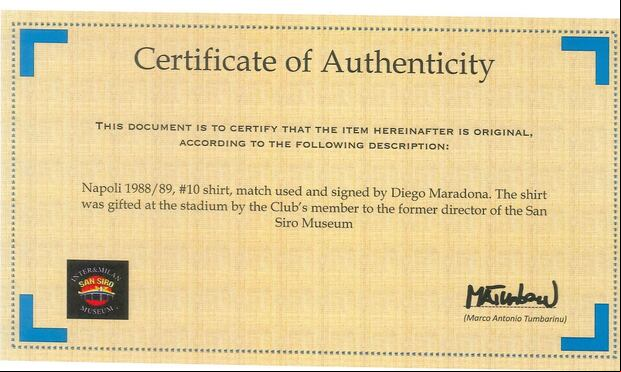 Certificate of Authenticity
THIS DOCUMENT IS TO CERTIFY THAT THE ITEM HEREINAFTER IS ORIGINAL,
ACCORDING TO THE FOLLOWING DESCRIPTION:
Napoli 1988/89, #10 shirt, match used and signed by Diego Maradona. The shirt
was gifted at the stadium by the Club's member to the former director of the San
Siro Museum
INTER&MILAN
SAN SIRO
MUSEUM
(Marco Antonio Tumbarinu)